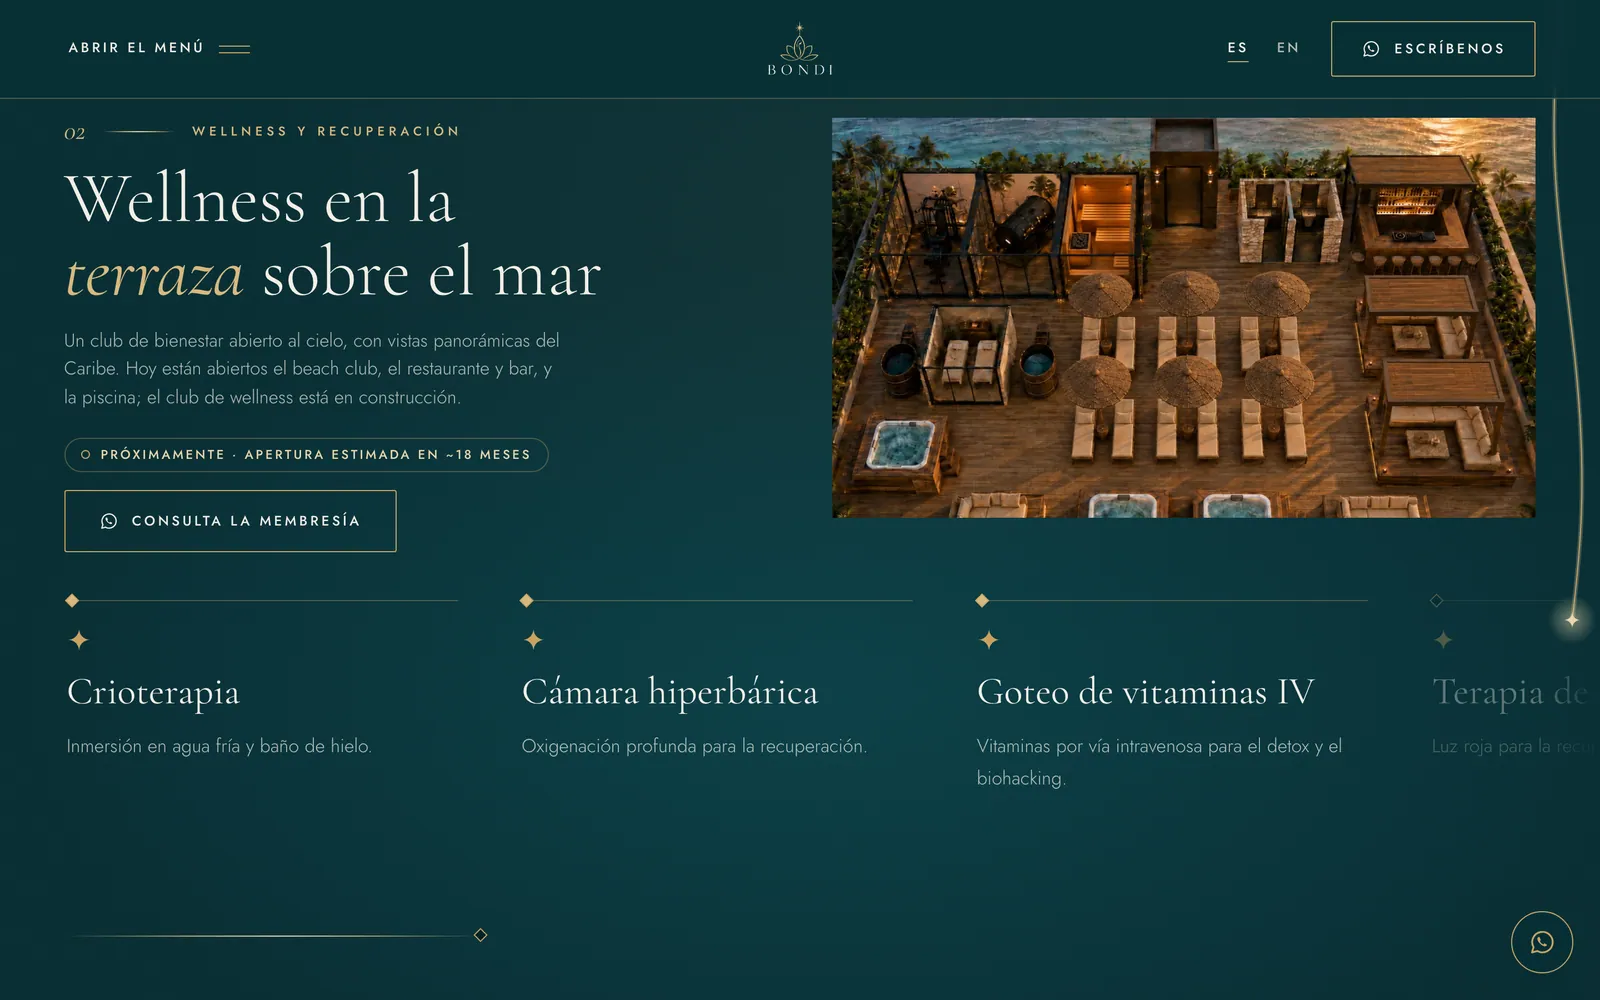 ABRIR EL MENÚ
BONDI
ES
EN
ESCRÍBENOS
02
WELLNESS Y RECUPERACIÓN
Wellness en la
terraza sobre el mar
Un club de bienestar abierto al cielo, con vistas panorámicas del
Caribe. Hoy están abiertos el beach club, el restaurante y bar, y
la piscina; el club de wellness está en construcción.
PRÓXIMAMENTE · APERTURA ESTIMADA EN ~18 MESES
CONSULTA LA MEMBRESÍA
Crioterapia
Inmersión en agua fría y baño de hielo.
Cámara hiperbárica
Oxigenación profunda para la recuperación.
Goteo de vitaminas IV
Vitaminas por vía intravenosa para el detox y el
biohacking.
Terapia de
Luz roja para la